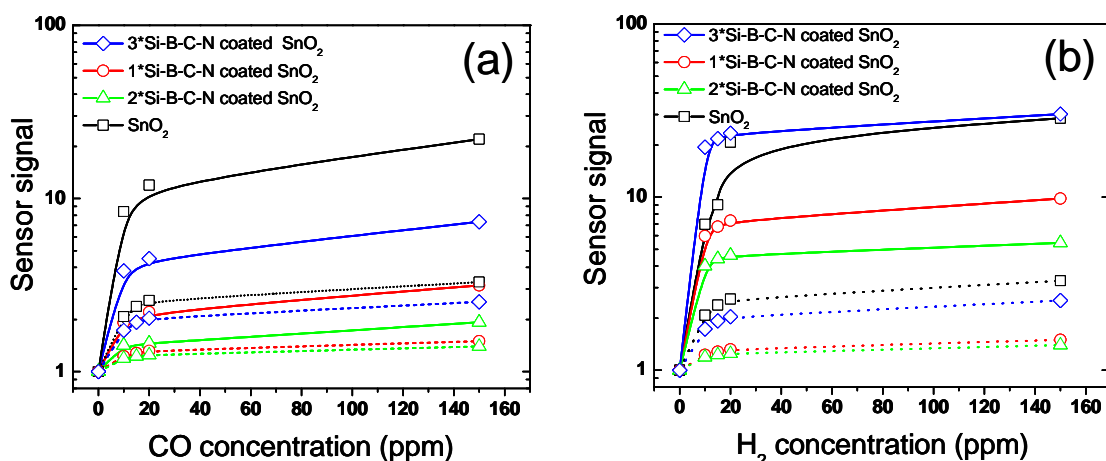 (a)
3*Si-B-C-N coated SnO₂
1*Si-B-C-N coated SnO₂
2*Si-B-C-N coated SnO₂
SnO₂
100
10
1
Sensor signal
0 20 40 60 80 100 120 140 160
CO concentration (ppm)
(b)
3*Si-B-C-N coated SnO₂
1*Si-B-C-N coated SnO₂
2*Si-B-C-N coated SnO₂
SnO₂
100
10
1
Sensor signal
0 20 40 60 80 100 120 140 160
H₂ concentration (ppm)